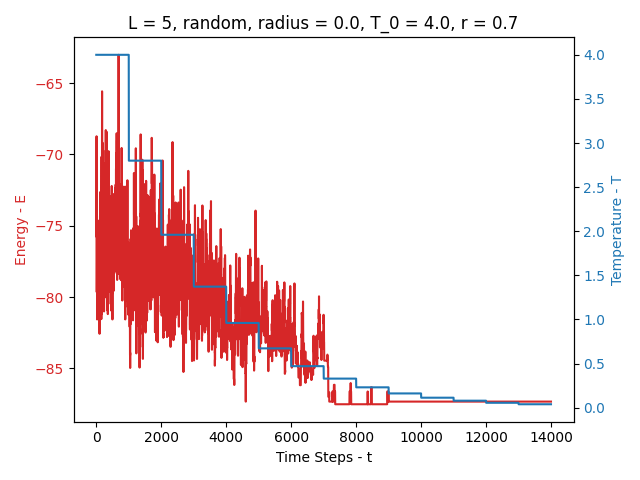 L = 5, random, radius = 0.0, T_0 = 4.0, r = 0.7
Energy - E
−65
−70
−75
−80
−85
4.0
3.5
3.0
2.5
2.0
1.5
1.0
0.5
0.0
Temperature - T
0 2000 4000 6000 8000 10000 12000 14000
Time Steps - t